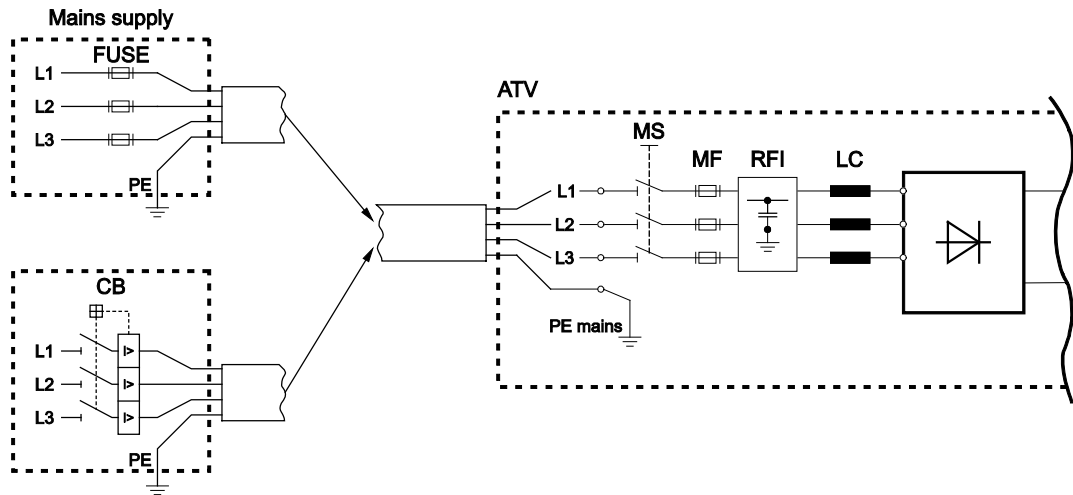 Mains supply
FUSE
L1
L2
L3
PE
CB
L1
L2
L3
I>
I>
I>
PE
ATV
MS
MF
RFI
LC
L1
L2
L3
PE mains